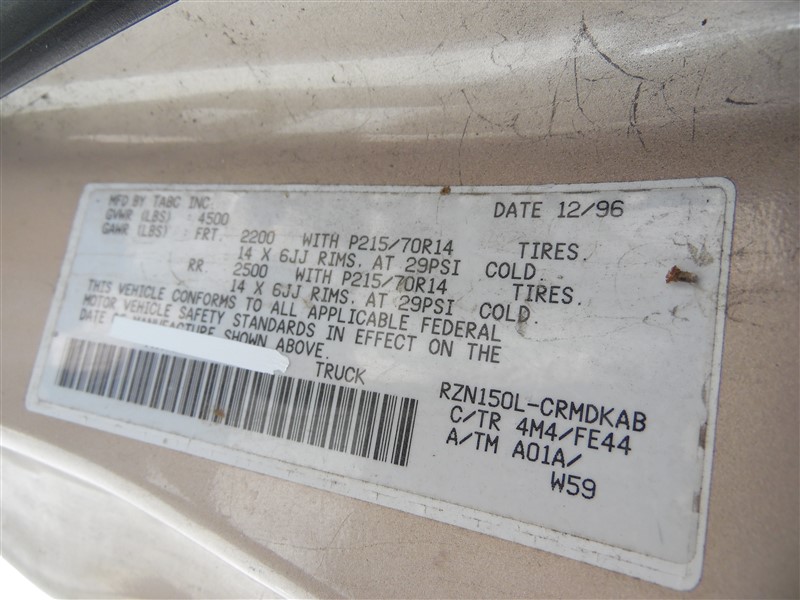 MFD BY TABC INC. DATE 12/96
GVWR (LBS) : 4500
GAWR (LBS) FRT. 2200 WITH P215/70R14 TIRES.
14 X 6JJ RIMS. AT 29PSI COLD.
RR 2500 WITH P215/70R14 TIRES.
14 X 6JJ RIMS. AT 29PSI COLD.
THIS VEHICLE CONFORMS TO ALL APPLICABLE FEDERAL
MOTOR VEHICLE SAFETY STANDARDS IN EFFECT ON THE
DATE OF MANUFACTURE SHOWN ABOVE.
TRUCK
RZN150L-CRMDKAB
C/TR 4M4/FE44
A/TM A01A/
W59